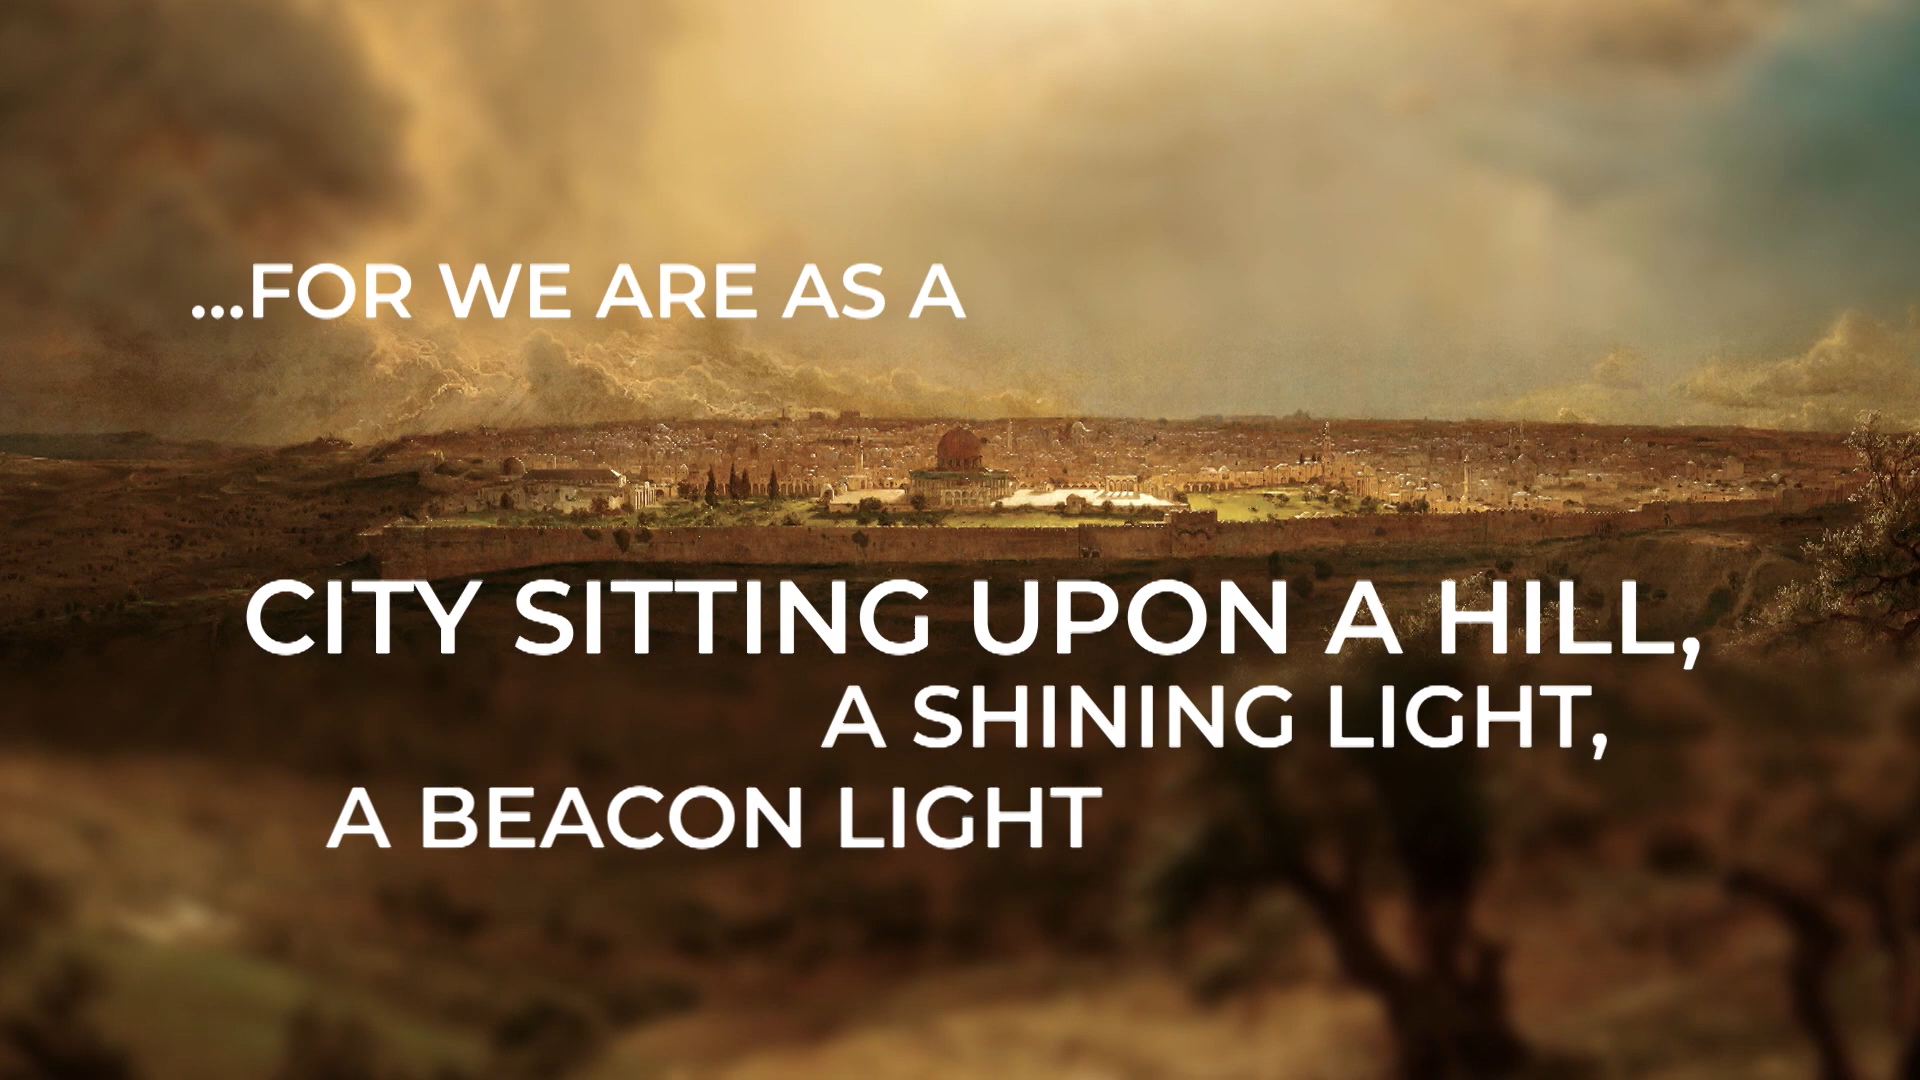 ...FOR WE ARE AS A
CITY SITTING UPON A HILL,
A SHINING LIGHT,
A BEACON LIGHT